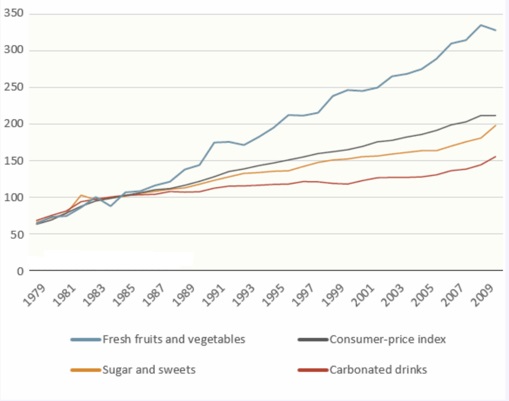 350
300
250
200
150
100
50
0
1979 1981 1983 1985 1987 1989 1991 1993 1995 1997 1999 2001 2003 2005 2007 2009
Fresh fruits and vegetables Consumer-price index
Sugar and sweets Carbonated drinks